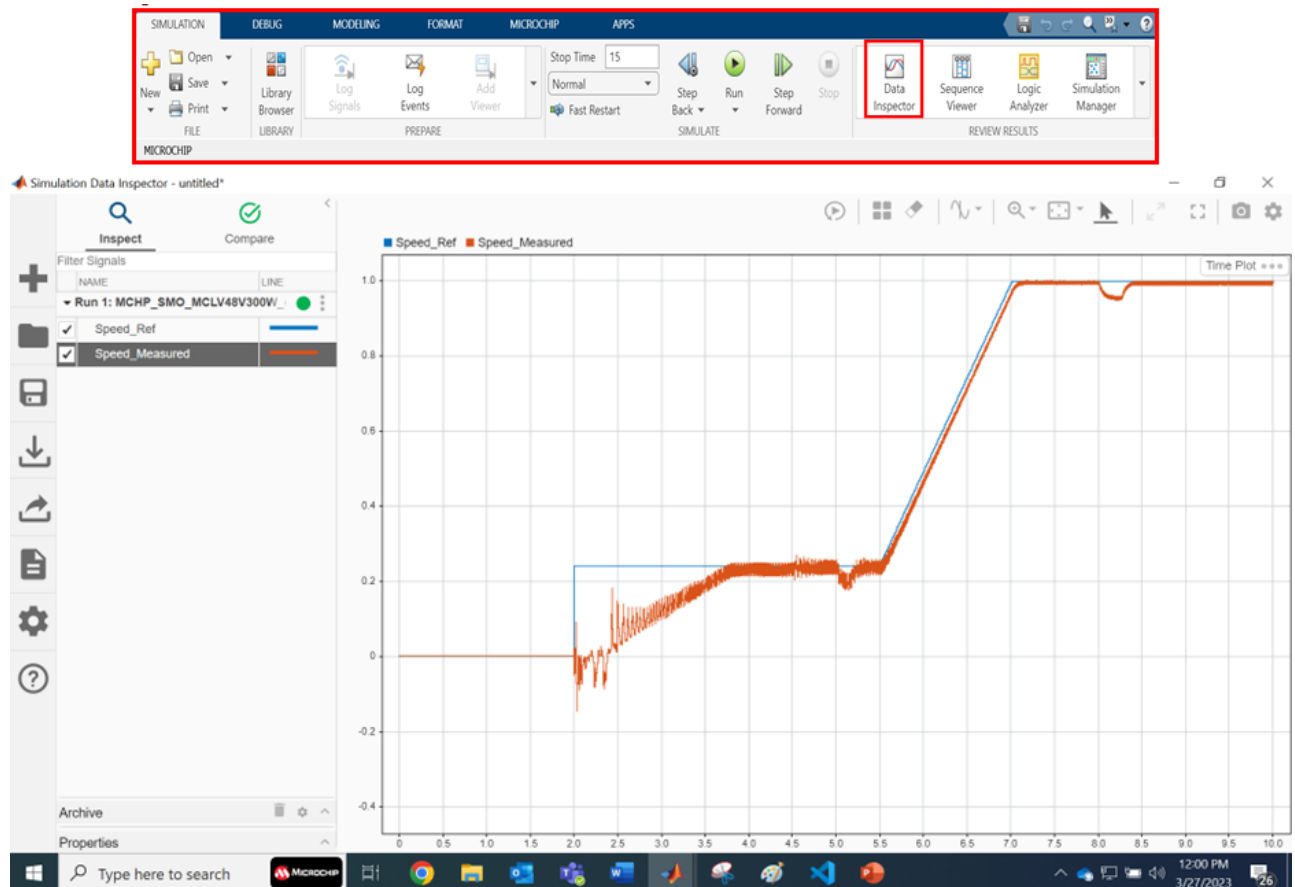 SIMULATION DEBUG MODELING FORMAT MICROCHIP APPS
New Open Save Print
FILE
Library Browser
LIBRARY
Log Signals Log Events Add Viewer
PREPARE
Stop Time 15
Normal
Fast Restart
Step Back Run Step Forward Stop
SIMULATE
Data Inspector Sequence Viewer Logic Analyzer Simulation Manager
REVIEW RESULTS
MICROCHIP
Simulation Data Inspector - untitled*
Inspect Compare
Filter Signals
NAME LINE
Run 1: MCHP_SMO_MCLV48V300W_
Speed_Ref
Speed_Measured
Archive
Properties
Speed_Ref Speed_Measured
Time Plot
1.0
0.8
0.6
0.4
0.2
0
-0.2
-0.4
0 0.5 1.0 1.5 2.0 2.5 3.0 3.5 4.0 4.5 5.0 5.5 6.0 6.5 7.0 7.5 8.0 8.5 9.0 9.5 10.0
Type here to search
MICROCHIP
12:00 PM
3/27/2023
26